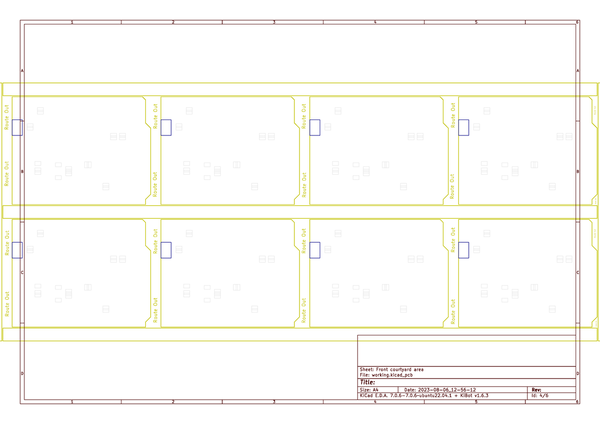 1 2 3 4 5 6
A A
Route Out Route Out Route Out Route Out
B B
Route Out Route Out Route Out Route Out
Route Out Route Out Route Out Route Out
C C
Route Out Route Out Route Out Route Out
Sheet: Front courtyard area
File: working.kicad_pcb
Title:
D D
Size: A4 Date: 2023-08-06_12-56-12 Rev:
KiCad E.D.A. 7.0.6-7.0.6~ubuntu22.04.1 + KiBot v1.6.3 Id: 4/6
1 2 3 4 5 6